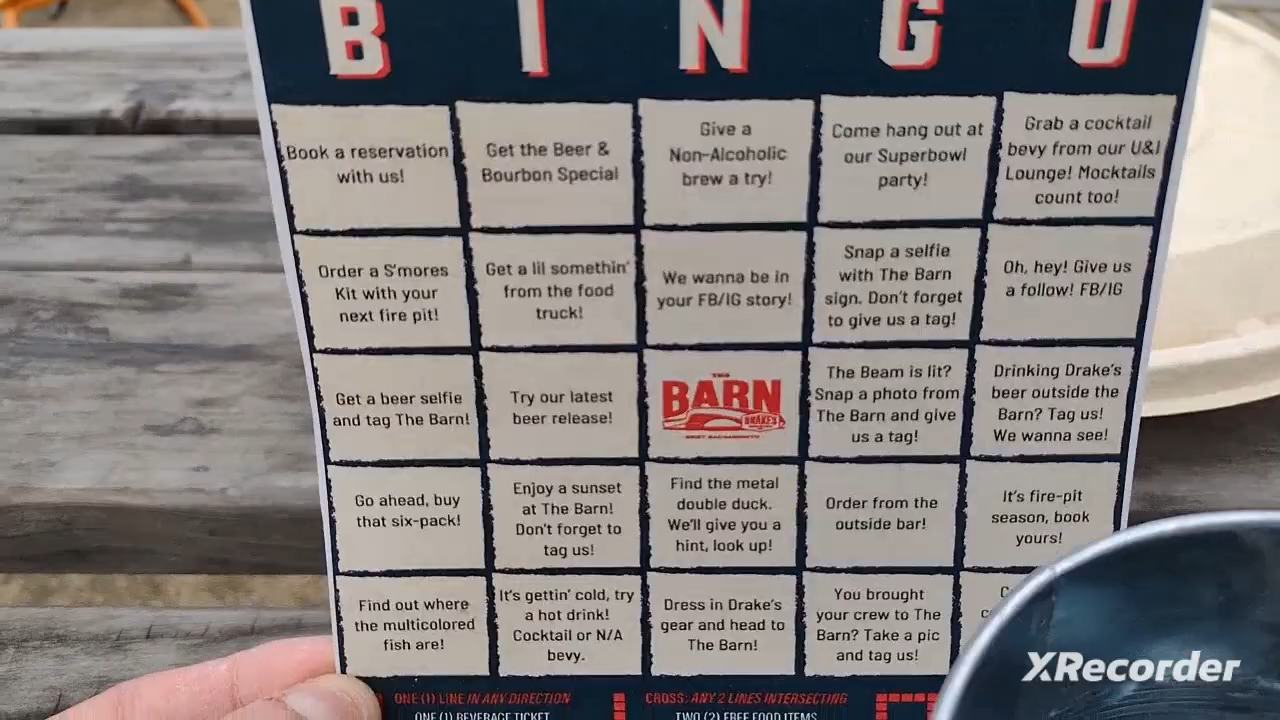 B I N G O
Book a reservation
with us!
Get the Beer &
Bourbon Special
Give a
Non-Alcoholic
brew a try!
Come hang out at
our Superbowl
party!
Grab a cocktail
bevy from our U&I
Lounge! Mocktails
count too!
Order a S'mores
Kit with your
next fire pit!
Get a lil somethin'
from the food
truck!
We wanna be in
your FB/IG story!
Snap a selfie
with The Barn
sign. Don't forget
to give us a tag!
Oh, hey! Give us
a follow! FB/IG
Get a beer selfie
and tag The Barn!
Try our latest
beer release!
THE
BARN
DRAKE'S
WEST SACRAMENTO
The Beam is lit?
Snap a photo from
The Barn and give
us a tag!
Drinking Drake's
beer outside the
Barn? Tag us!
We wanna see!
Go ahead, buy
that six-pack!
Enjoy a sunset
at The Barn!
Don't forget to
tag us!
Find the metal
double duck.
We'll give you a
hint, look up!
Order from the
outside bar!
It's fire-pit
season, book
yours!
Find out where
the multicolored
fish are!
It's gettin' cold, try
a hot drink!
Cocktail or N/A
bevy.
Dress in Drake's
gear and head to
The Barn!
You brought
your crew to The
Barn? Take a pic
and tag us!
ONE (1) LINE IN ANY DIRECTION
ONE (1) BEVERAGE TICKET
CROSS: ANY 2 LINES INTERSECTING
TWO (2) FREE FOOD ITEMS
XRecorder